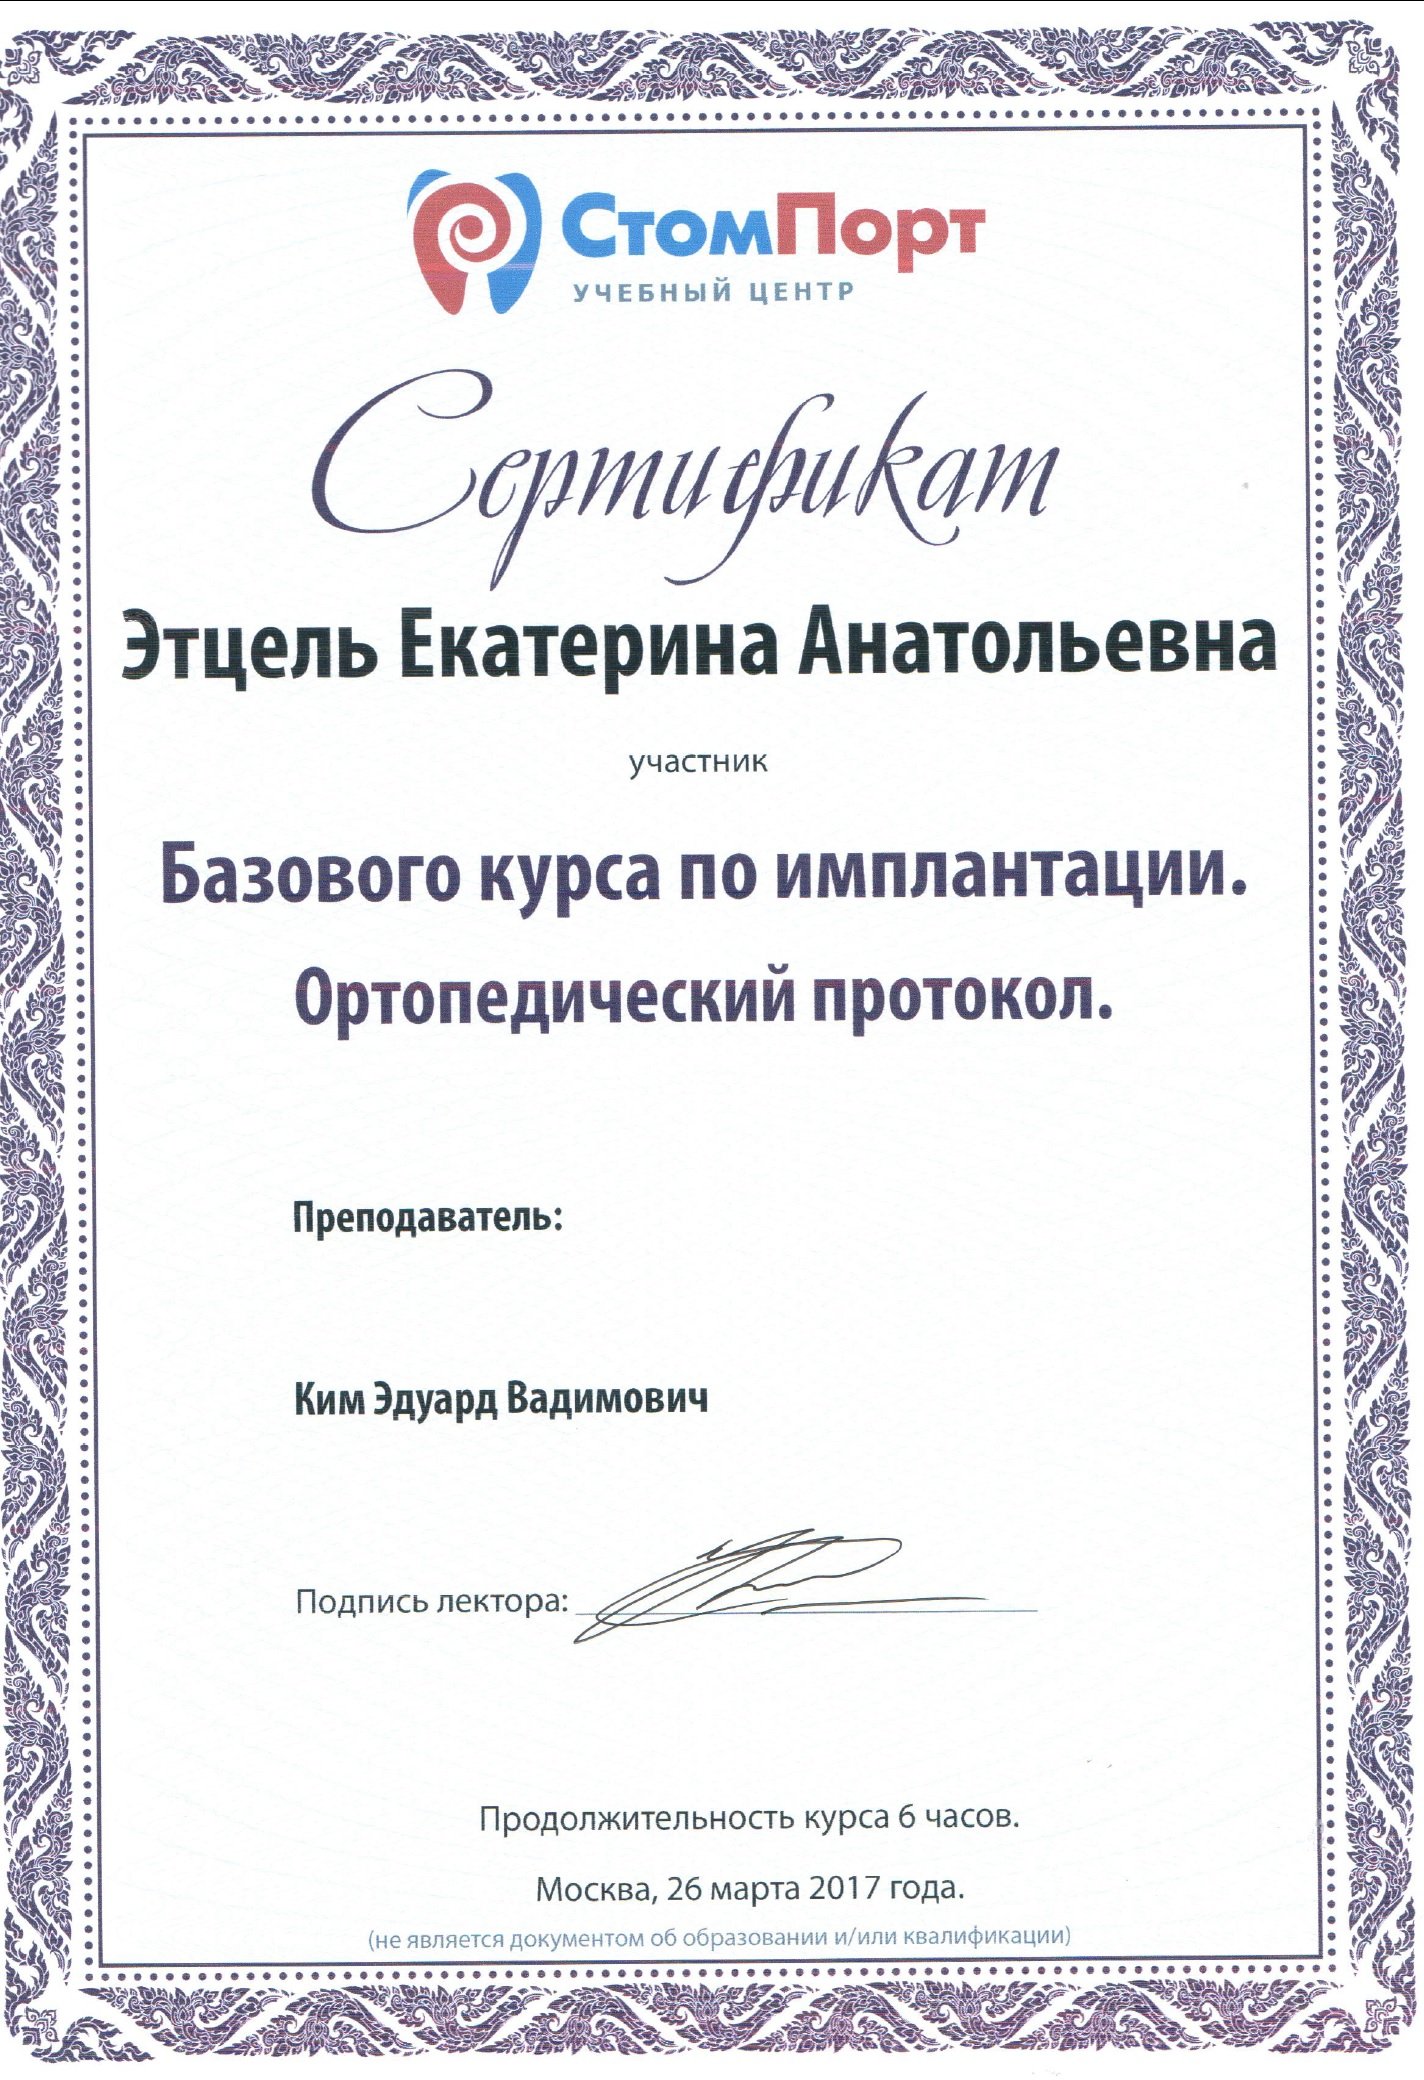 СтомПорт
УЧЕБНЫЙ ЦЕНТР
Сертификат
Этцель Екатерина Анатольевна
участник
Базового курса по имплантации.
Ортопедический протокол.
Преподаватель:
Ким Эдуард Вадимович
Подпись лектора:
Продолжительность курса 6 часов.
Москва, 26 марта 2017 года.
(не является документом об образовании и/или квалификации)